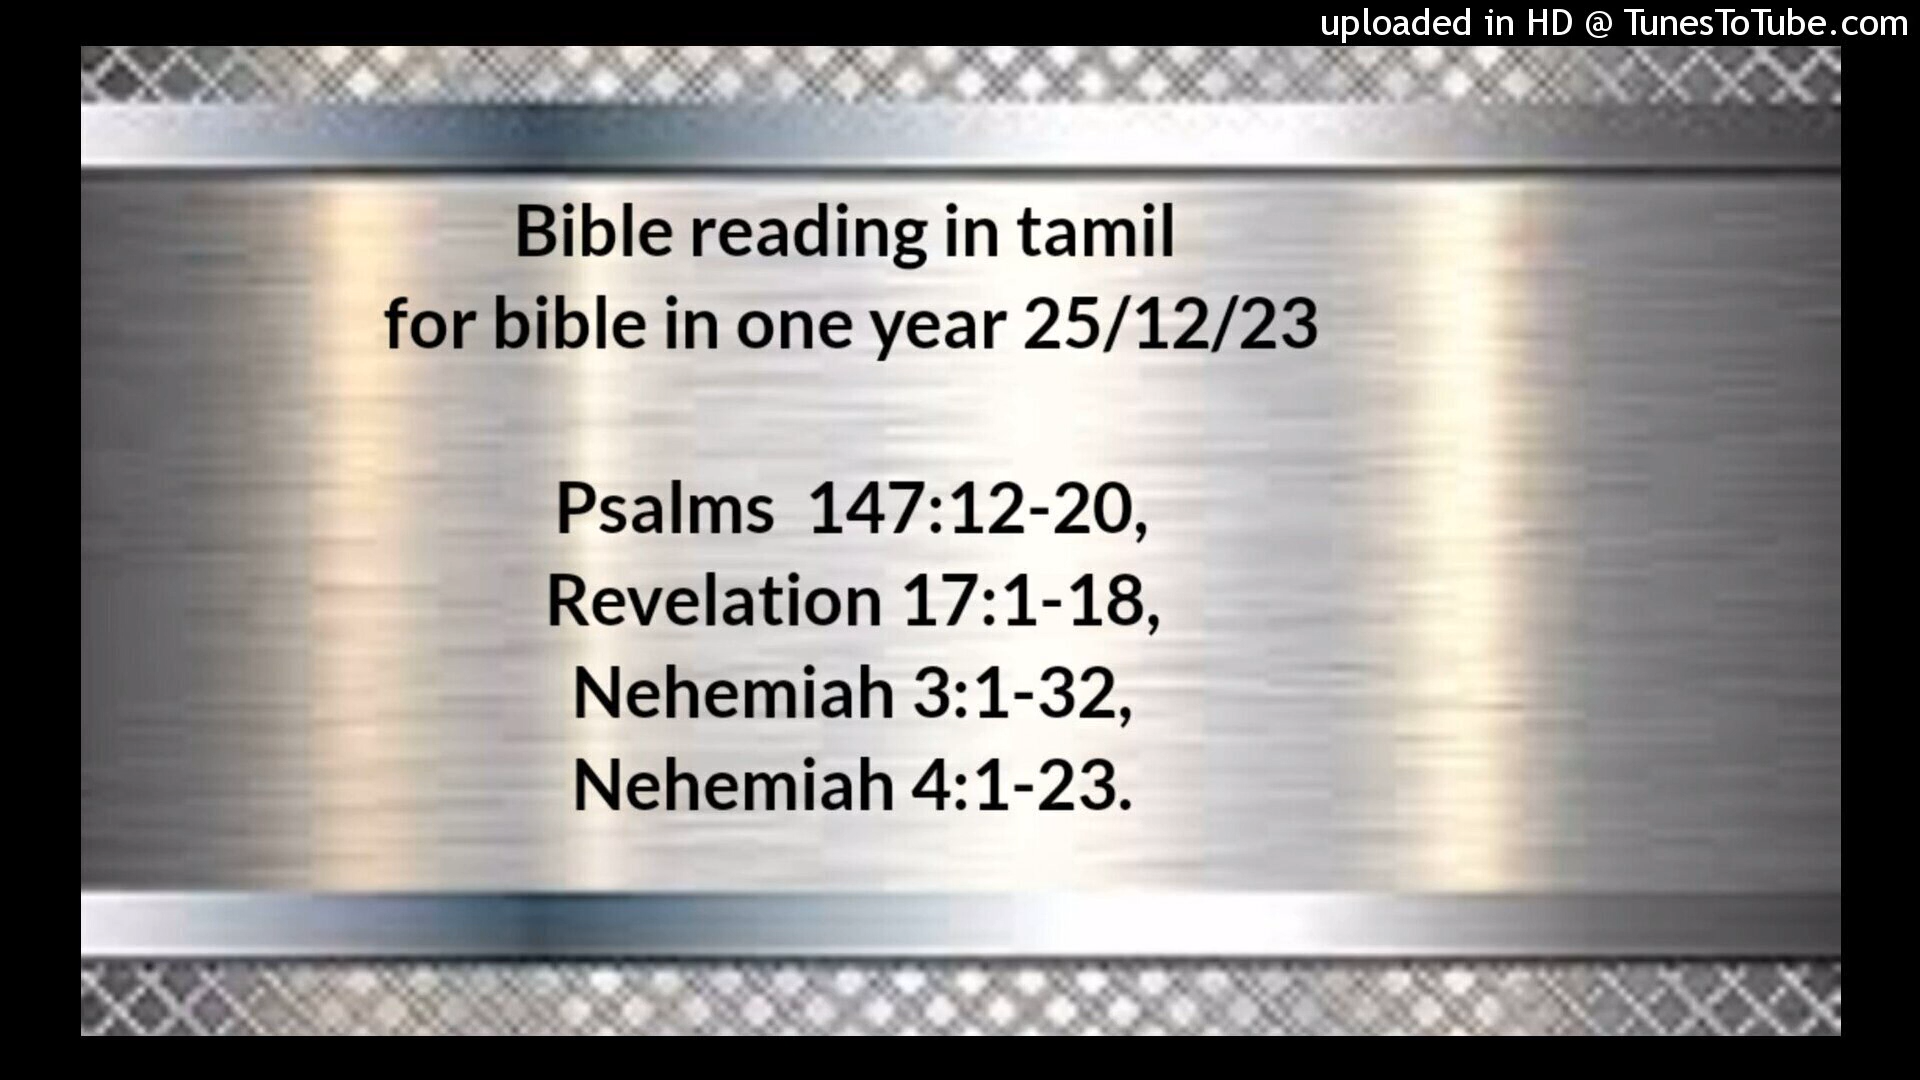 uploaded in HD @ TunesToTube.com
Bible reading in tamil
for bible in one year 25/12/23
Psalms  147:12-20,
Revelation 17:1-18,
Nehemiah 3:1-32,
Nehemiah 4:1-23.